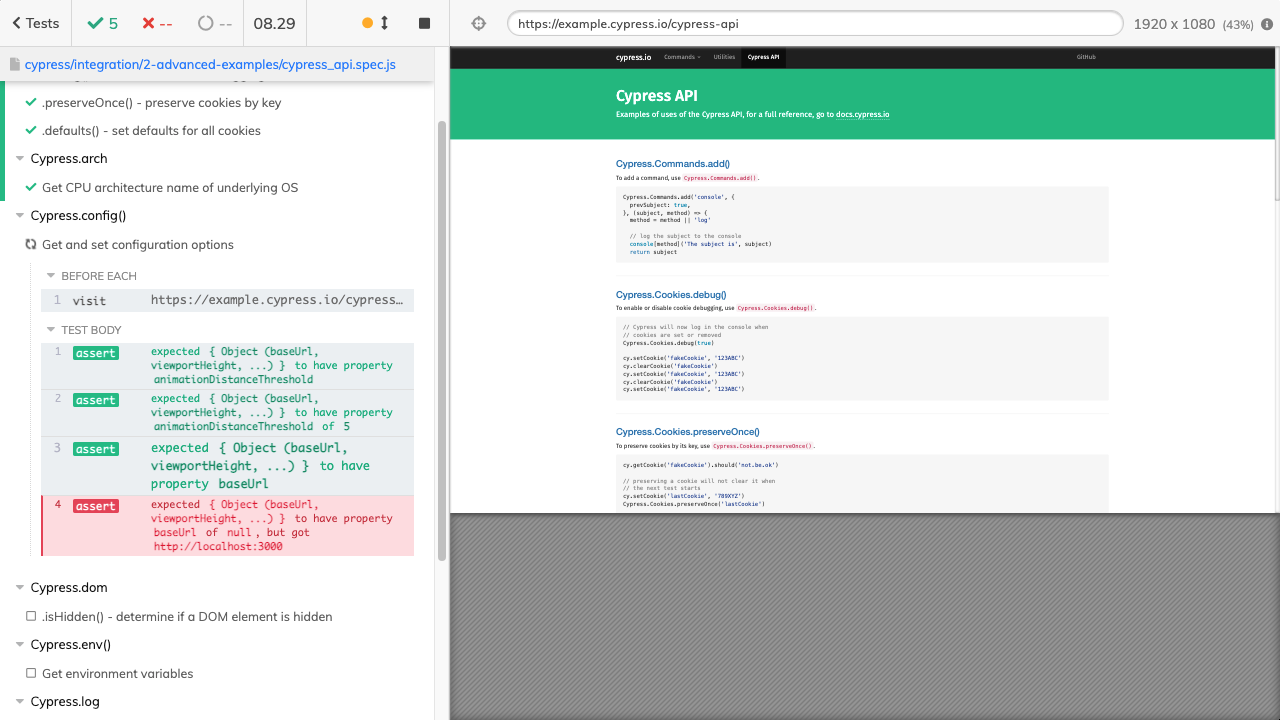 Tests
5
--
--
08.29
https://example.cypress.io/cypress-api
1920 x 1080 (43%)
cypress/integration/2-advanced-examples/cypress_api.spec.js
.preserveOnce() - preserve cookies by key
.defaults() - set defaults for all cookies
Cypress.arch
Get CPU architecture name of underlying OS
Cypress.config()
Get and set configuration options
BEFORE EACH
1 visit https://example.cypress.io/cypress…
TEST BODY
1 assert expected { Object (baseUrl,
viewportHeight, ...) } to have property
animationDistanceThreshold
2 assert expected { Object (baseUrl,
viewportHeight, ...) } to have property
animationDistanceThreshold of 5
3 assert expected { Object (baseUrl,
viewportHeight, ...) } to have
property baseUrl
4 assert expected { Object (baseUrl,
viewportHeight, ...) } to have property
baseUrl of null, but got
http://localhost:3000
Cypress.dom
.isHidden() - determine if a DOM element is hidden
Cypress.env()
Get environment variables
Cypress.log
cypress.io Commands Utilities Cypress API GitHub
Cypress API
Examples of uses of the Cypress API, for a full reference, go to docs.cypress.io
Cypress.Commands.add()
To add a command, use Cypress.Commands.add().
Cypress.Commands.add('console', {
prevSubject: true,
}, (subject, method) => {
method = method || 'log'
// log the subject to the console
console[method]('The subject is', subject)
return subject
Cypress.Cookies.debug()
To enable or disable cookie debugging, use Cypress.Cookies.debug().
// Cypress will now log in the console when
// cookies are set or removed
Cypress.Cookies.debug(true)
cy.setCookie('fakeCookie', '123ABC')
cy.clearCookie('fakeCookie')
cy.setCookie('fakeCookie', '123ABC')
cy.clearCookie('fakeCookie')
cy.setCookie('fakeCookie', '123ABC')
Cypress.Cookies.preserveOnce()
To preserve cookies by its key, use Cypress.Cookies.preserveOnce().
cy.getCookie('fakeCookie').should('not.be.ok')
// preserving a cookie will not clear it when
// the next test starts
cy.setCookie('lastCookie', '789XYZ')
Cypress.Cookies.preserveOnce('lastCookie')